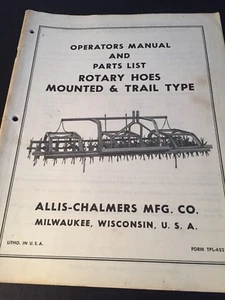 OPERATORS MANUAL
AND
PARTS LIST
ROTARY HOES
MOUNTED & TRAIL TYPE
ALLIS-CHALMERS MFG. CO.
MILWAUKEE, WISCONSIN, U. S. A.
LITHO. IN U.S.A. FORM TPL-452